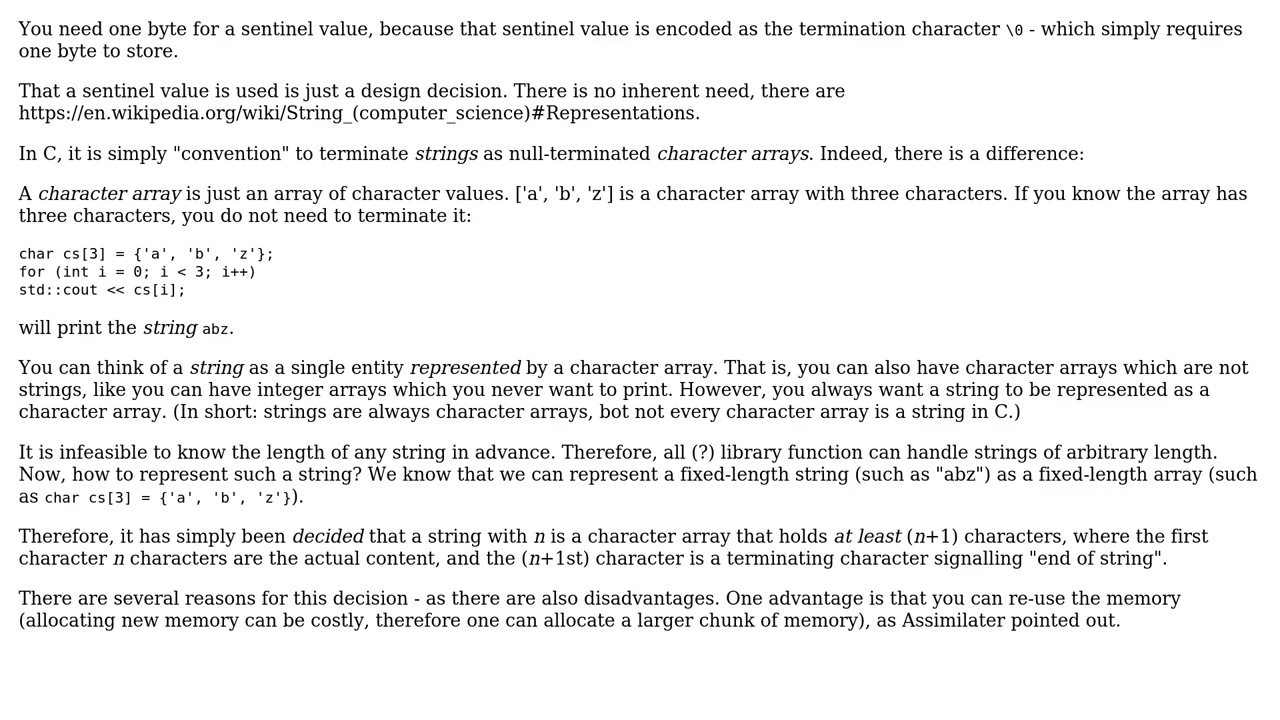 You need one byte for a sentinel value, because that sentinel value is encoded as the termination character \0 - which simply requires
one byte to store.
That a sentinel value is used is just a design decision. There is no inherent need, there are
https://en.wikipedia.org/wiki/String_(computer_science)#Representations.
In C, it is simply "convention" to terminate strings as null-terminated character arrays. Indeed, there is a difference:
A character array is just an array of character values. ['a', 'b', 'z'] is a character array with three characters. If you know the array has
three characters, you do not need to terminate it:
char cs[3] = {'a', 'b', 'z'};
for (int i = 0; i < 3; i++)
std::cout << cs[i];
will print the string abz.
You can think of a string as a single entity represented by a character array. That is, you can also have character arrays which are not
strings, like you can have integer arrays which you never want to print. However, you always want a string to be represented as a
character array. (In short: strings are always character arrays, bot not every character array is a string in C.)
It is infeasible to know the length of any string in advance. Therefore, all (?) library function can handle strings of arbitrary length.
Now, how to represent such a string? We know that we can represent a fixed-length string (such as "abz") as a fixed-length array (such
as char cs[3] = {'a', 'b', 'z'}).
Therefore, it has simply been decided that a string with n is a character array that holds at least (n+1) characters, where the first
character n characters are the actual content, and the (n+1st) character is a terminating character signalling "end of string".
There are several reasons for this decision - as there are also disadvantages. One advantage is that you can re-use the memory
(allocating new memory can be costly, therefore one can allocate a larger chunk of memory), as Assimilater pointed out.